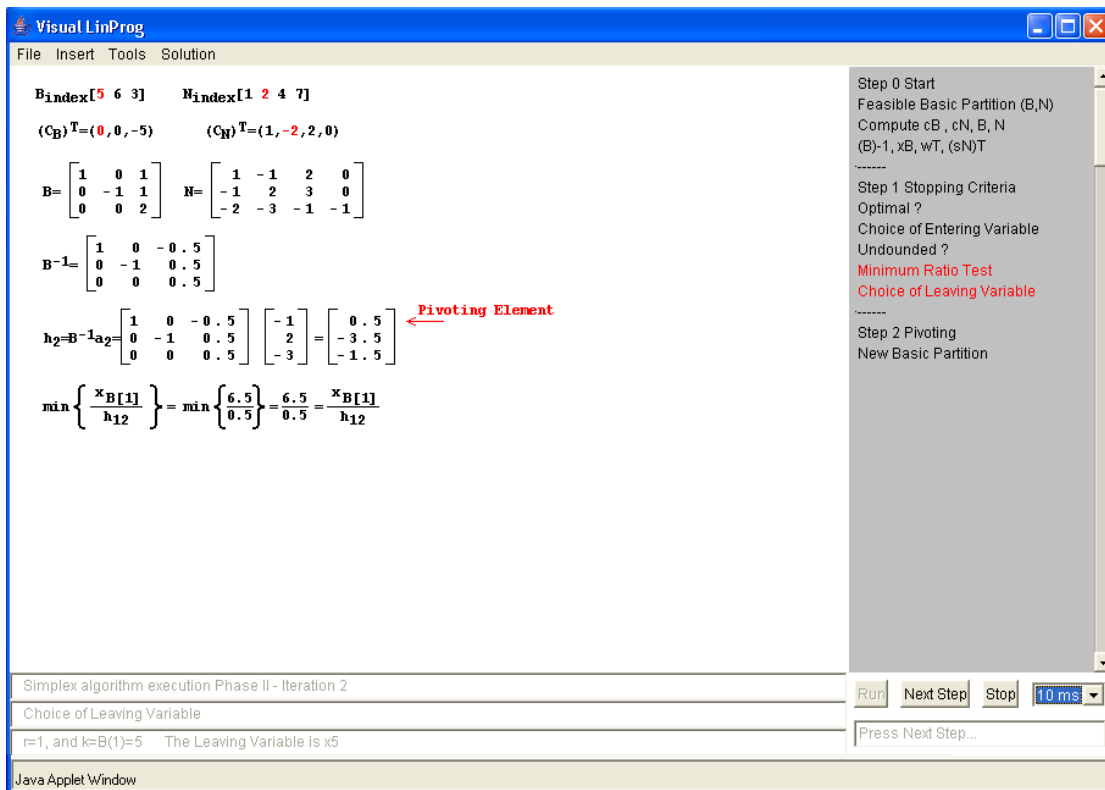 Visual LinProg
File Insert Tools Solution
Bindex[5 6 3] Nindex[1 2 4 7]
(CB)T=(0,0,-5) (CN)T=(1,-2,2,0)
B= [1 0 1] N= [1 -1 2 0]
[0 -1 1] [-1 2 3 0]
[0 0 2] [-2 -3 -1 -1]
B-1= [1 0 -0.5]
[0 -1 0.5]
[0 0 0.5]
h2=B-1a2= [1 0 -0.5] [-1] = [0.5] Pivoting Element
[0 -1 0.5] [2] [-3.5]
[0 0 0.5] [-3] [-1.5]
min { xB[1] / h12 } = min { 6.5 / 0.5 } = 6.5 / 0.5 = xB[1] / h12
Step 0 Start
Feasible Basic Partition (B,N)
Compute cB , cN, B, N
(B)-1, xB, wT, (sN)T
-------
Step 1 Stopping Criteria
Optimal ?
Choice of Entering Variable
Undounded ?
Minimum Ratio Test
Choice of Leaving Variable
-------
Step 2 Pivoting
New Basic Partition
Simplex algorithm execution Phase II - Iteration 2
Choice of Leaving Variable
r=1, and k=B(1)=5 The Leaving Variable is x5
Run Next Step Stop 10 ms
Press Next Step...
Java Applet Window